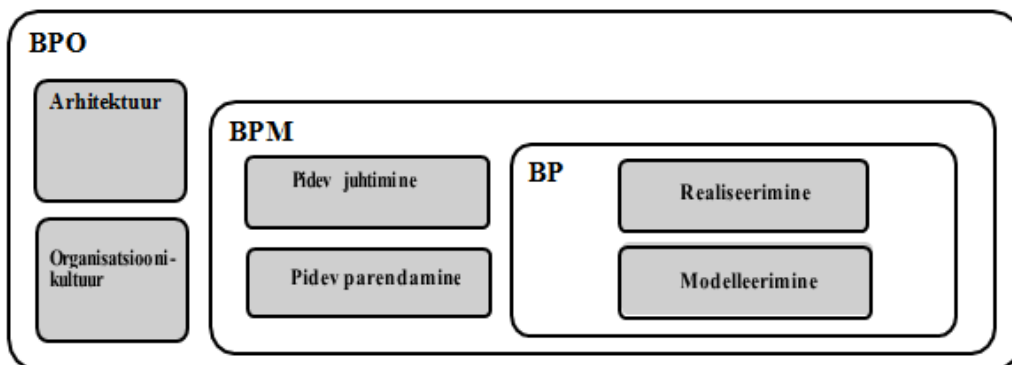 BPO
Arhitektuur
Organisatsiooni-
kultuur
BPM
Pidev juhtimine
Pidev parendamine
BP
Realiseerimine
Modelleerimine